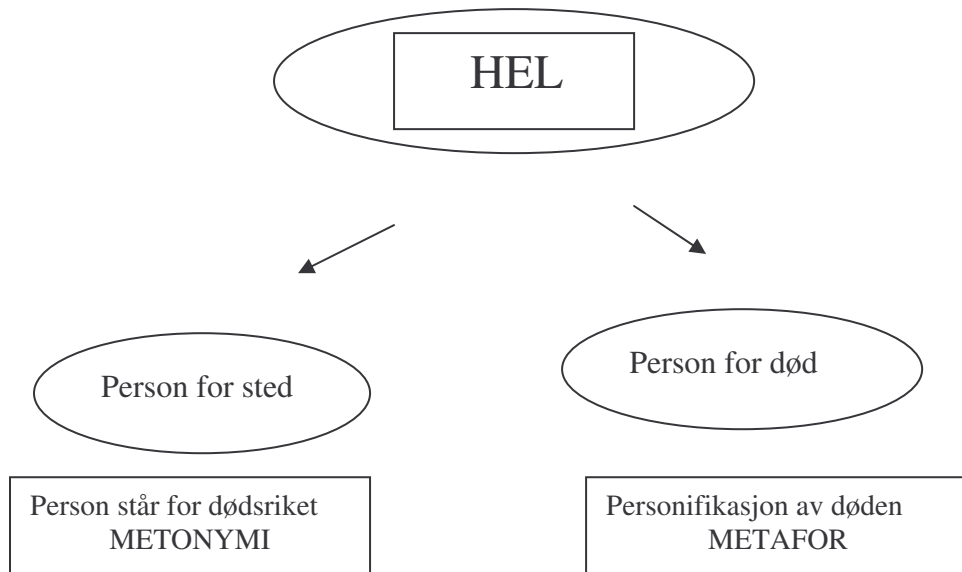 HEL
Person for sted
Person for død
Person står for dødsriket
METONYMI
Personifikasjon av døden
METAFOR